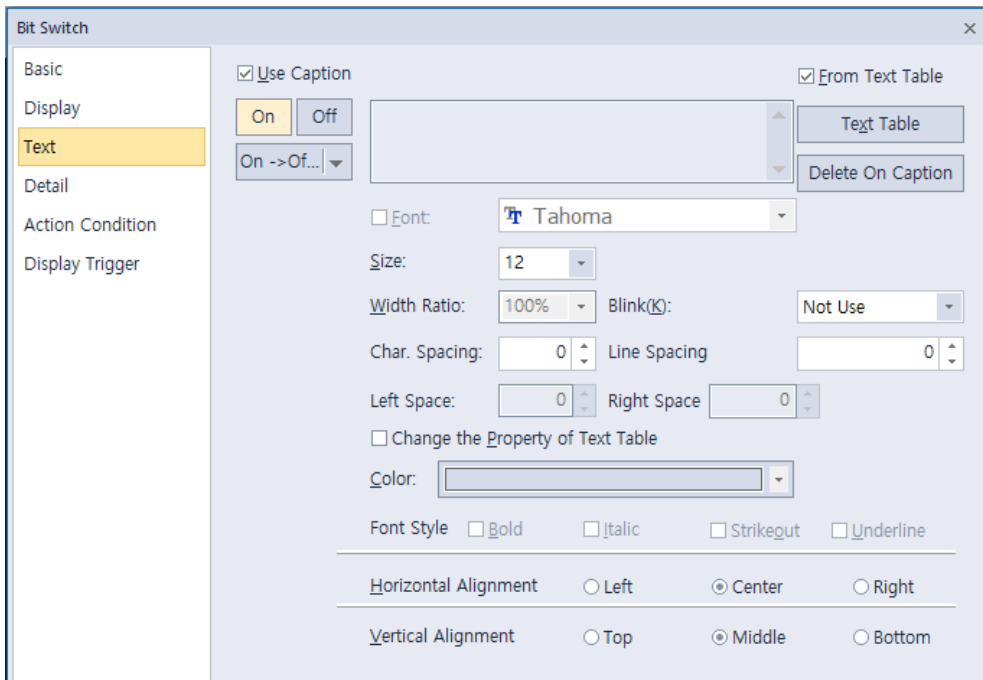 Bit Switch
Basic
Display
Text
Detail
Action Condition
Display Trigger
Use Caption
From Text Table
On Off
Text Table
On ->Of...
Delete On Caption
Font: Tahoma
Size: 12
Width Ratio: 100% Blink(K): Not Use
Char. Spacing: 0 Line Spacing 0
Left Space: 0 Right Space 0
Change the Property of Text Table
Color:
Font Style Bold Italic Strikeout Underline
Horizontal Alignment Left Center Right
Vertical Alignment Top Middle Bottom